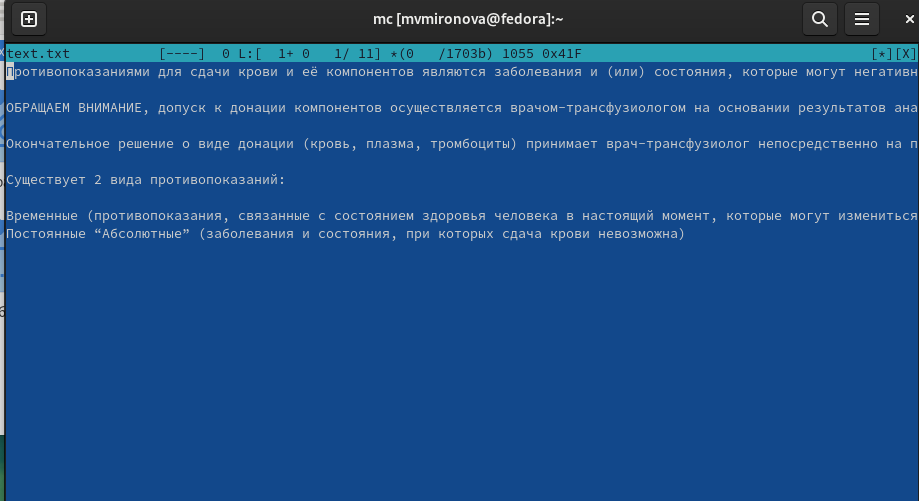 mc [mvmironova@fedora]:~
text.txt [----] 0 L:[ 1+ 0 1/ 11] *(0 /1703b) 1055 0x41F [*][X]
Противопоказаниями для сдачи крови и её компонентов являются заболевания и (или) состояния, которые могут негативн
ОБРАЩАЕМ ВНИМАНИЕ, допуск к донации компонентов осуществляется врачом-трансфузиологом на основании результатов ана
Окончательное решение о виде донации (кровь, плазма, тромбоциты) принимает врач-трансфузиолог непосредственно на п
Существует 2 вида противопоказаний:
Временные (противопоказания, связанные с состоянием здоровья человека в настоящий момент, которые могут измениться
Постоянные “Абсолютные” (заболевания и состояния, при которых сдача крови невозможна)